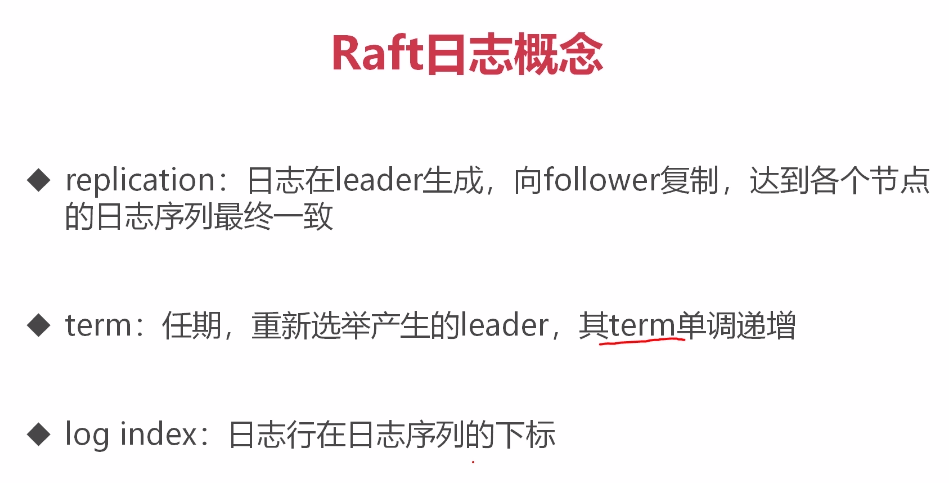 Raft日志概念
◆ replication：日志在leader生成，向follower复制，达到各个节点
的日志序列最终一致
◆ term：任期，重新选举产生的leader，其term单调递增
◆ log index：日志行在日志序列的下标